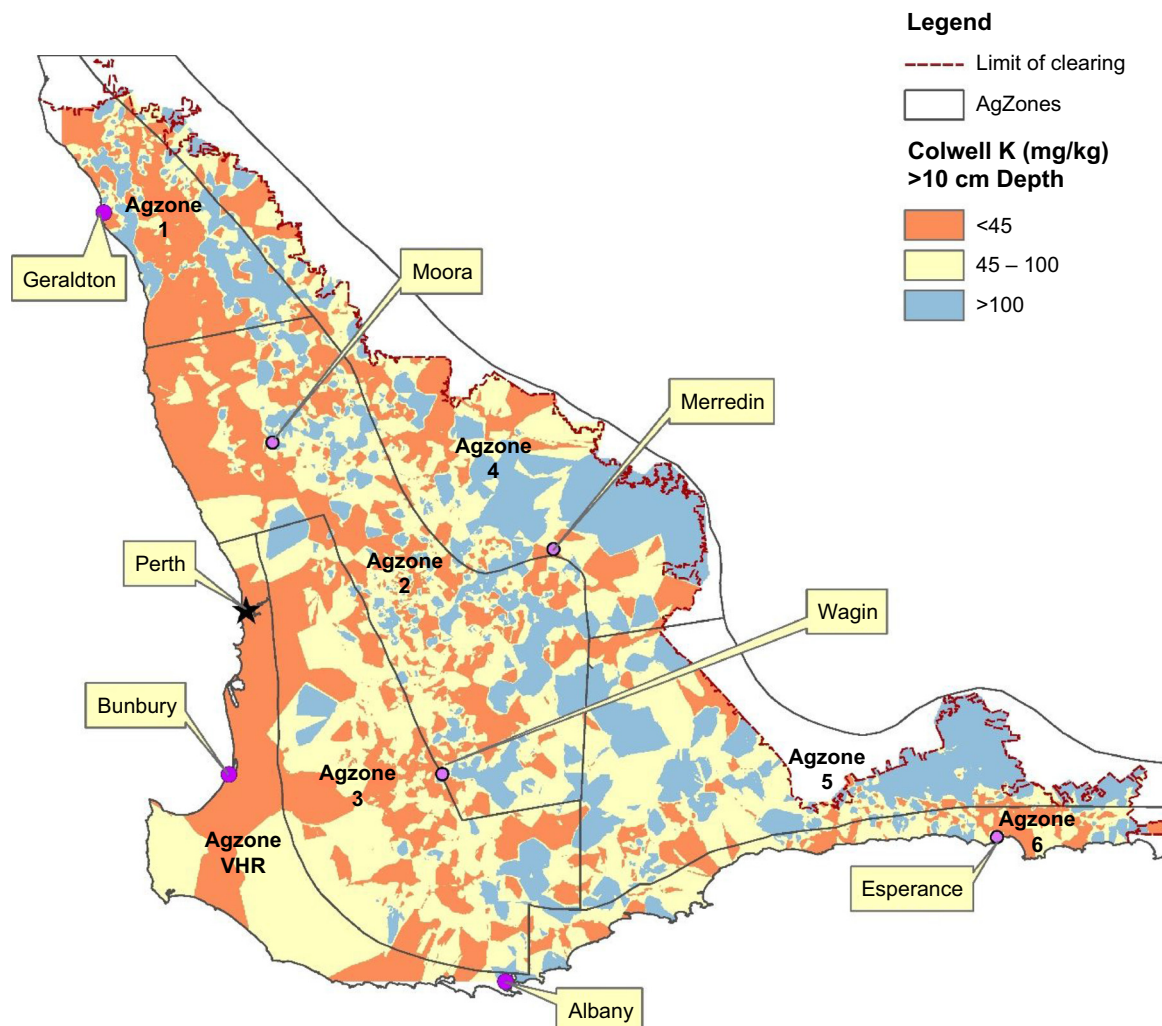 Legend
Limit of clearing
AgZones
Colwell K (mg/kg)
>10 cm Depth
<45
45 – 100
>100
Agzone
1
Geraldton
Moora
Merredin
Agzone
4
Perth
Agzone
2
Wagin
Bunbury
Agzone
3
Agzone
5
Agzone
VHR
Agzone
6
Esperance
Albany